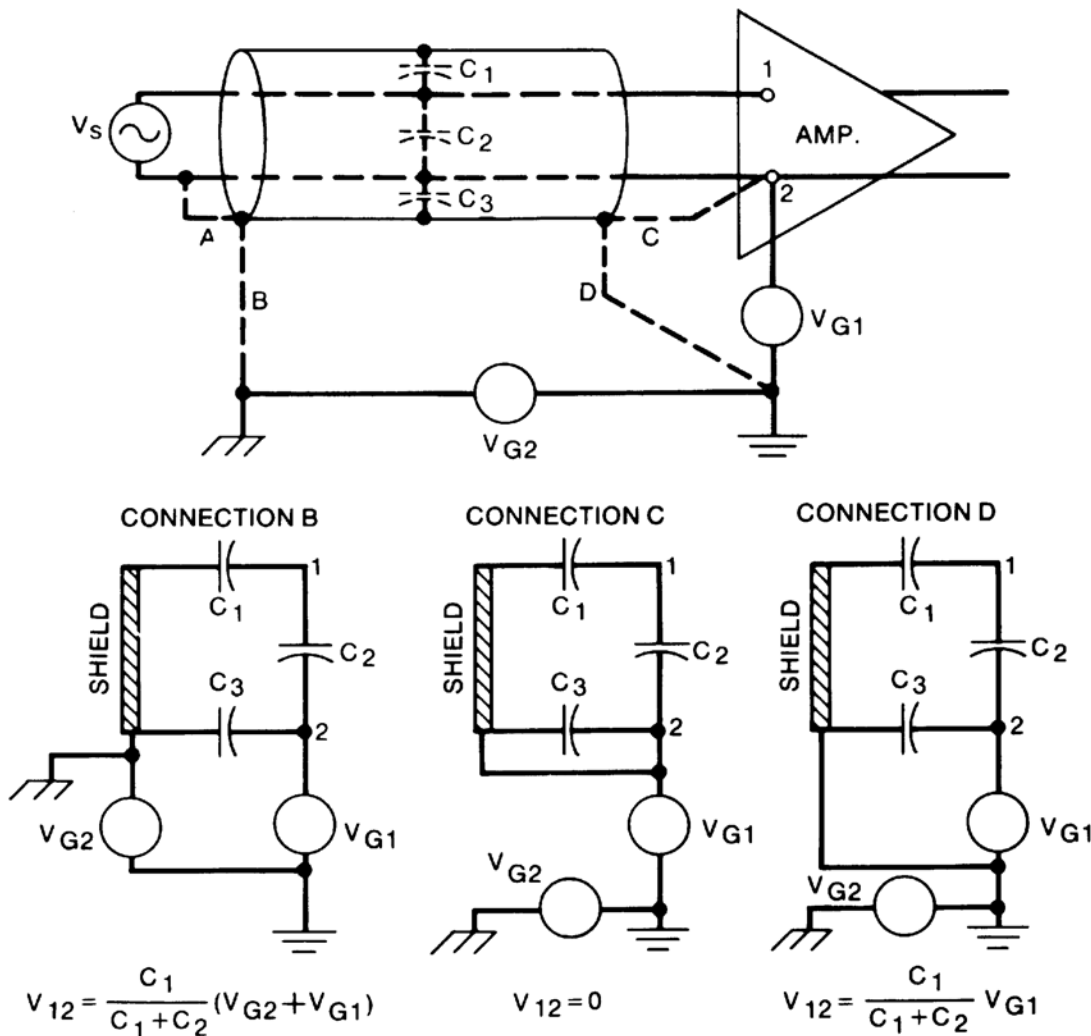 C1
1
VS
C2
AMP.
C3
2
A
C
B
D
VG1
VG2
CONNECTION B
CONNECTION C
CONNECTION D
SHIELD
C1
1
C2
C3
2
VG2
VG1
SHIELD
C1
1
C2
C3
2
VG1
VG2
SHIELD
C1
1
C2
C3
2
VG1
VG2
V12 = C1 / (C1 + C2) (VG2 + VG1)
V12 = 0
V12 = C1 / (C1 + C2) VG1